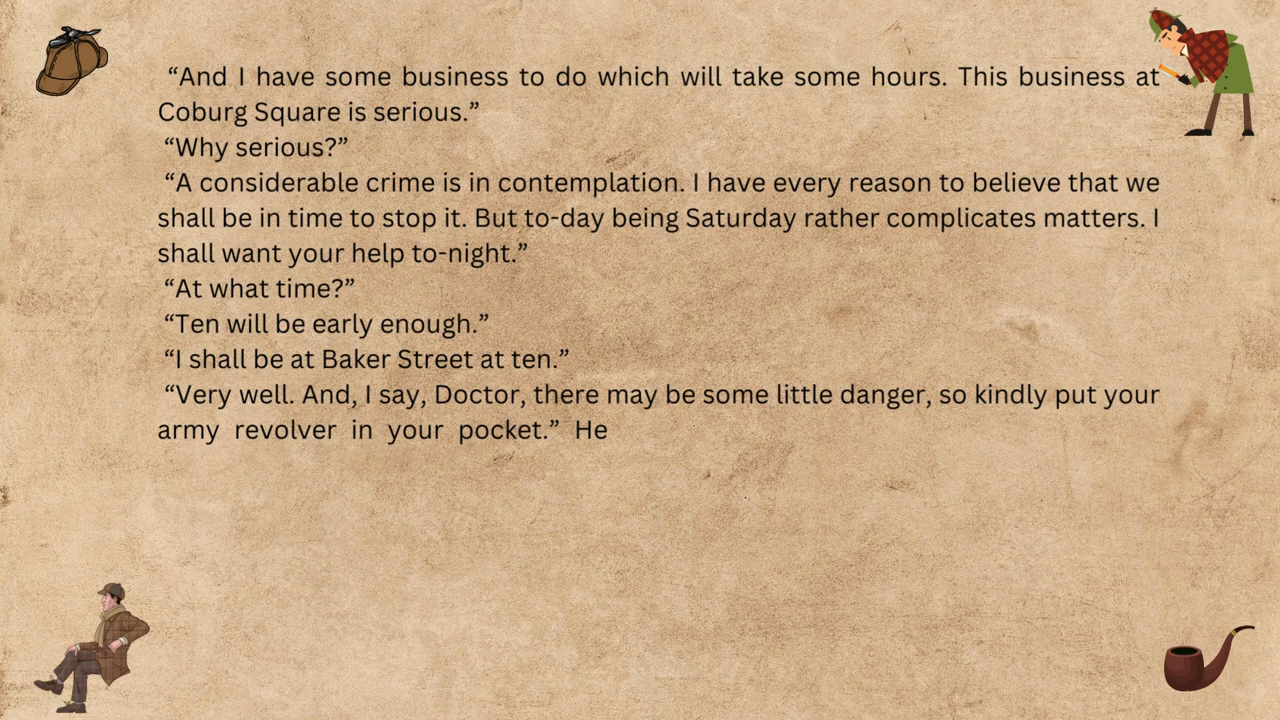 “And I have some business to do which will take some hours. This business at
Coburg Square is serious.”
“Why serious?”
“A considerable crime is in contemplation. I have every reason to believe that we
shall be in time to stop it. But to-day being Saturday rather complicates matters. I
shall want your help to-night.”
“At what time?”
“Ten will be early enough.”
“I shall be at Baker Street at ten.”
“Very well. And, I say, Doctor, there may be some little danger, so kindly put your
army revolver in your pocket.” He